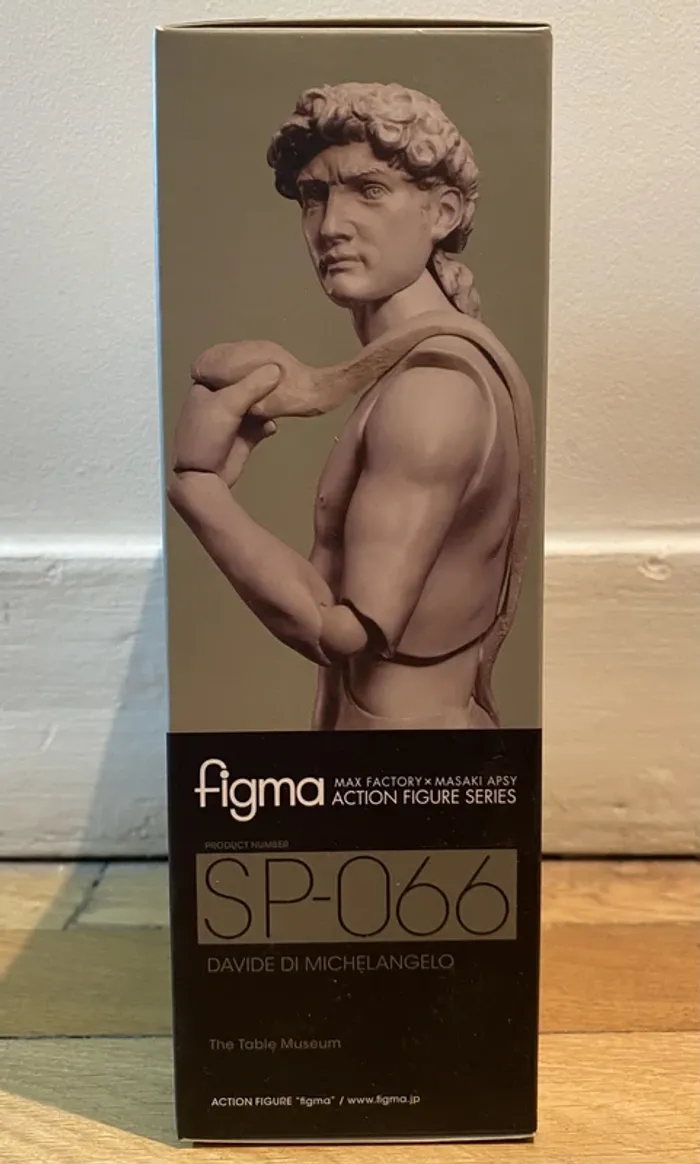 figma MAX FACTORY × MASAKI APSY
ACTION FIGURE SERIES
PRODUCT NUMBER
SP-066
DAVIDE DI MICHELANGELO
The Table Museum
ACTION FIGURE "figma" / www.figma.jp